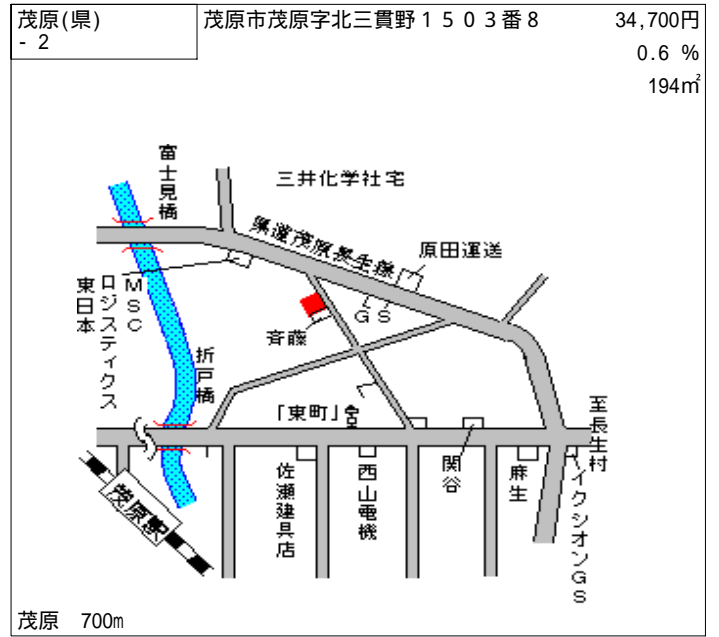 茂原(県)
- 2
茂原市茂原字北三貫野１５０３番８
34,700円
0.6 %
194㎡
富士見橋
三井化学社宅
県道茂原長生線
原田運送
東日本
ロジスティクス
MSC
GS
斉藤
折戸橋
「東町」
至長生村
佐瀬建具店
西山電機
関谷
麻生
イクシオンGS
茂原駅
茂原 700m